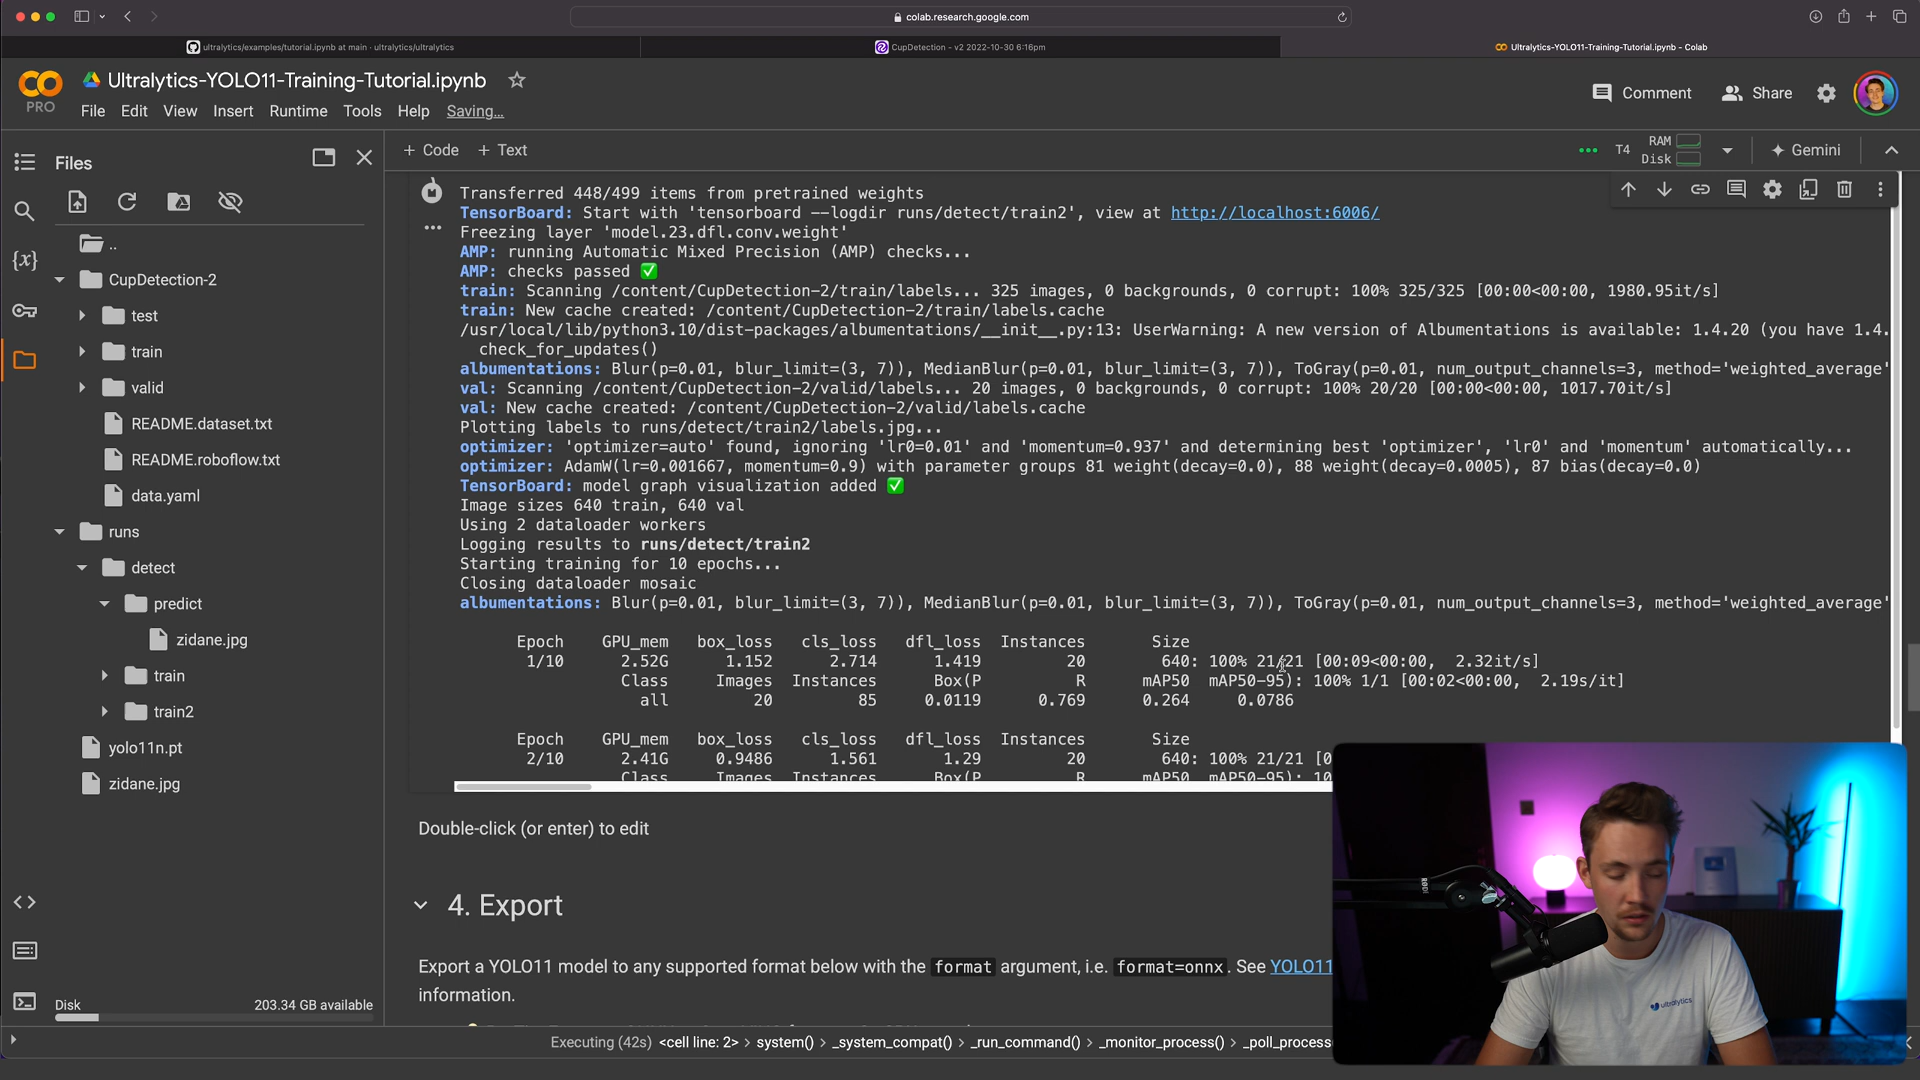 colab.research.google.com
ultralytics/examples/tutorial.ipynb at main · ultralytics/ultralytics
CupDetection - v2 2022-10-30 6:16pm
Ultralytics-YOLO11-Training-Tutorial.ipynb - Colab
PRO
Ultralytics-YOLO11-Training-Tutorial.ipynb
File Edit View Insert Runtime Tools Help Saving...
Comment
Share
Files
+ Code + Text
T4
RAM
Disk
Gemini
..
CupDetection-2
test
train
valid
README.dataset.txt
README.roboflow.txt
data.yaml
runs
detect
predict
zidane.jpg
train
train2
yolo11n.pt
zidane.jpg
Disk 203.34 GB available
{x}
Transferred 448/499 items from pretrained weights
TensorBoard: Start with 'tensorboard --logdir runs/detect/train2', view at http://localhost:6006/
Freezing layer 'model.23.dfl.conv.weight'
AMP: running Automatic Mixed Precision (AMP) checks...
AMP: checks passed ✅
train: Scanning /content/CupDetection-2/train/labels... 325 images, 0 backgrounds, 0 corrupt: 100% 325/325 [00:00<00:00, 1980.95it/s]
train: New cache created: /content/CupDetection-2/train/labels.cache
/usr/local/lib/python3.10/dist-packages/albumentations/__init__.py:13: UserWarning: A new version of Albumentations is available: 1.4.20 (you have 1.4.
check_for_updates()
albumentations: Blur(p=0.01, blur_limit=(3, 7)), MedianBlur(p=0.01, blur_limit=(3, 7)), ToGray(p=0.01, num_output_channels=3, method='weighted_average'
val: Scanning /content/CupDetection-2/valid/labels... 20 images, 0 backgrounds, 0 corrupt: 100% 20/20 [00:00<00:00, 1017.70it/s]
val: New cache created: /content/CupDetection-2/valid/labels.cache
Plotting labels to runs/detect/train2/labels.jpg...
optimizer: 'optimizer=auto' found, ignoring 'lr0=0.01' and 'momentum=0.937' and determining best 'optimizer', 'lr0' and 'momentum' automatically...
optimizer: AdamW(lr=0.001667, momentum=0.9) with parameter groups 81 weight(decay=0.0), 88 weight(decay=0.0005), 87 bias(decay=0.0)
TensorBoard: model graph visualization added ✅
Image sizes 640 train, 640 val
Using 2 dataloader workers
Logging results to runs/detect/train2
Starting training for 10 epochs...
Closing dataloader mosaic
albumentations: Blur(p=0.01, blur_limit=(3, 7)), MedianBlur(p=0.01, blur_limit=(3, 7)), ToGray(p=0.01, num_output_channels=3, method='weighted_average'
Epoch GPU_mem box_loss cls_loss dfl_loss Instances Size
1/10 2.52G 1.152 2.714 1.419 20 640: 100% 21/21 [00:09<00:00, 2.32it/s]
Class Images Instances Box(P R mAP50 mAP50-95): 100% 1/1 [00:02<00:00, 2.19s/it]
all 20 85 0.0119 0.769 0.264 0.0786
Epoch GPU_mem box_loss cls_loss dfl_loss Instances Size
2/10 2.41G 0.9486 1.561 1.29 20 640: 100% 21/21 [0
Class Images Instances Box(P R mAP50 mAP50-95): 10
Double-click (or enter) to edit
4. Export
Export a YOLO11 model to any supported format below with the format argument, i.e. format=onnx. See YOLO11
information.
Executing (42s) <cell line: 2> > system() > _system_compat() > _run_command() > _monitor_process() > _poll_process
RØDE
ultralytics